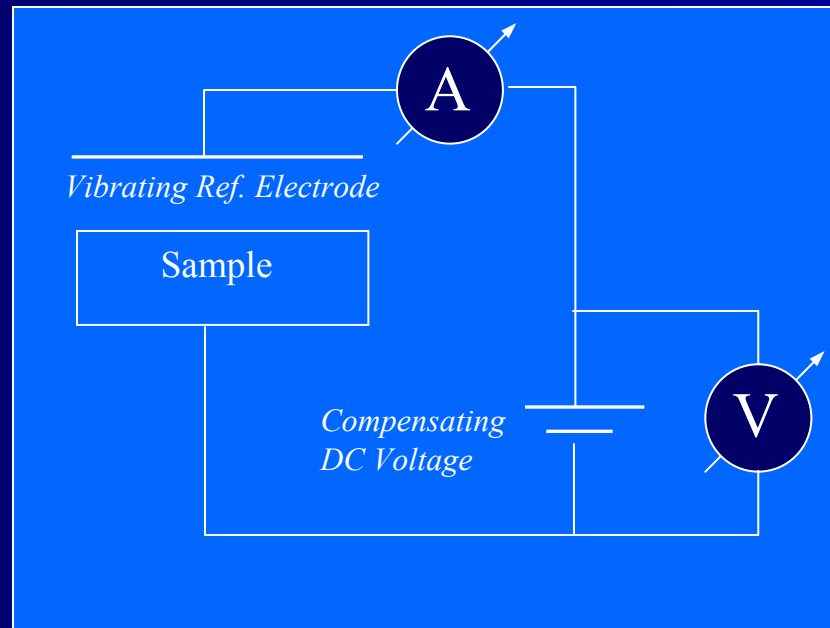 A
Vibrating Ref. Electrode
Sample
Compensating
DC Voltage
V